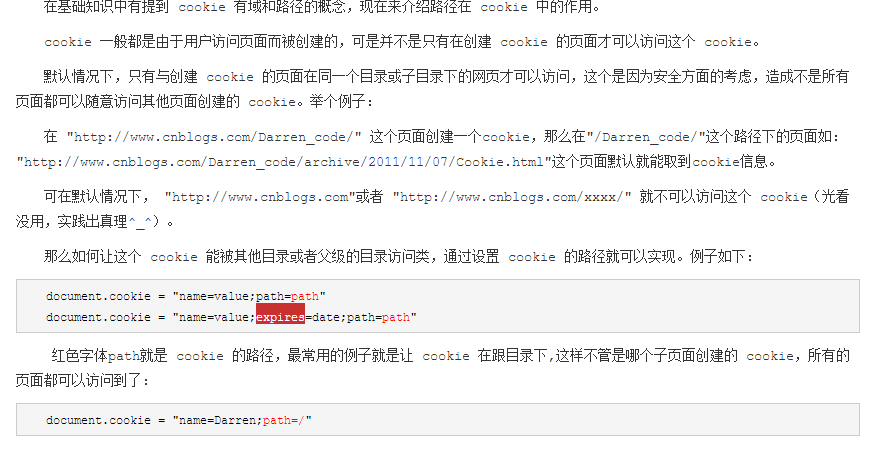 在基础知识中有提到 cookie 有域和路径的概念，现在来介绍路径在 cookie 中的作用。
cookie 一般都是由于用户访问页面而被创建的，可是并不是只有在创建 cookie 的页面才可以访问这个 cookie。
默认情况下，只有与创建 cookie 的页面在同一个目录或子目录下的网页才可以访问，这个是因为安全方面的考虑，造成不是所有
页面都可以随意访问其他页面创建的 cookie。举个例子：
在 "http://www.cnblogs.com/Darren_code/" 这个页面创建一个cookie，那么在"/Darren_code/"这个路径下的页面如：
"http://www.cnblogs.com/Darren_code/archive/2011/11/07/Cookie.html"这个页面默认就能取到cookie信息。
可在默认情况下， "http://www.cnblogs.com"或者 "http://www.cnblogs.com/xxxx/" 就不可以访问这个 cookie（光看
没用，实践出真理^_^）。
那么如何让这个 cookie 能被其他目录或者父级的目录访问类，通过设置 cookie 的路径就可以实现。例子如下：
document.cookie = "name=value;path=path"
document.cookie = "name=value;expires=date;path=path"
红色字体path就是 cookie 的路径，最常用的例子就是让 cookie 在跟目录下,这样不管是哪个子页面创建的 cookie，所有的
页面都可以访问到了：
document.cookie = "name=Darren;path=/"